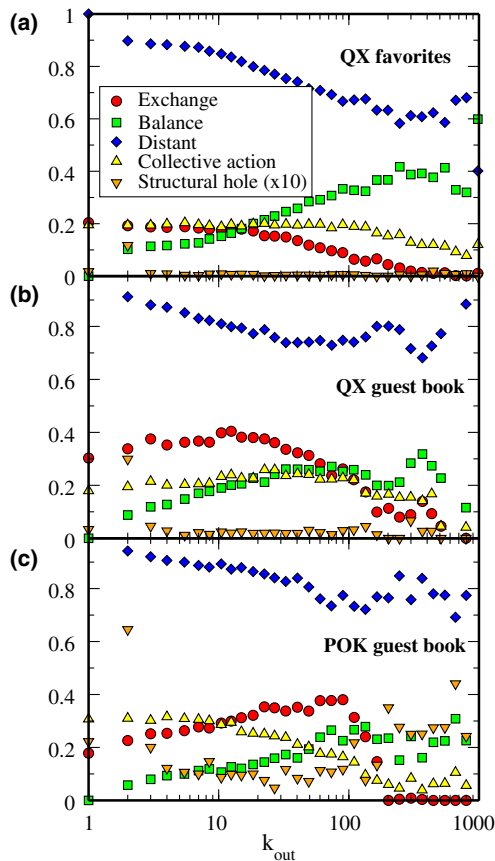 (a)
QX favorites
Exchange
Balance
Distant
Collective action
Structural hole (x10)
1
0.8
0.6
0.4
0.2
0
(b)
QX guest book
0.8
0.6
0.4
0.2
0
(c)
POK guest book
0.8
0.6
0.4
0.2
0
1 10 100 1000
k_out